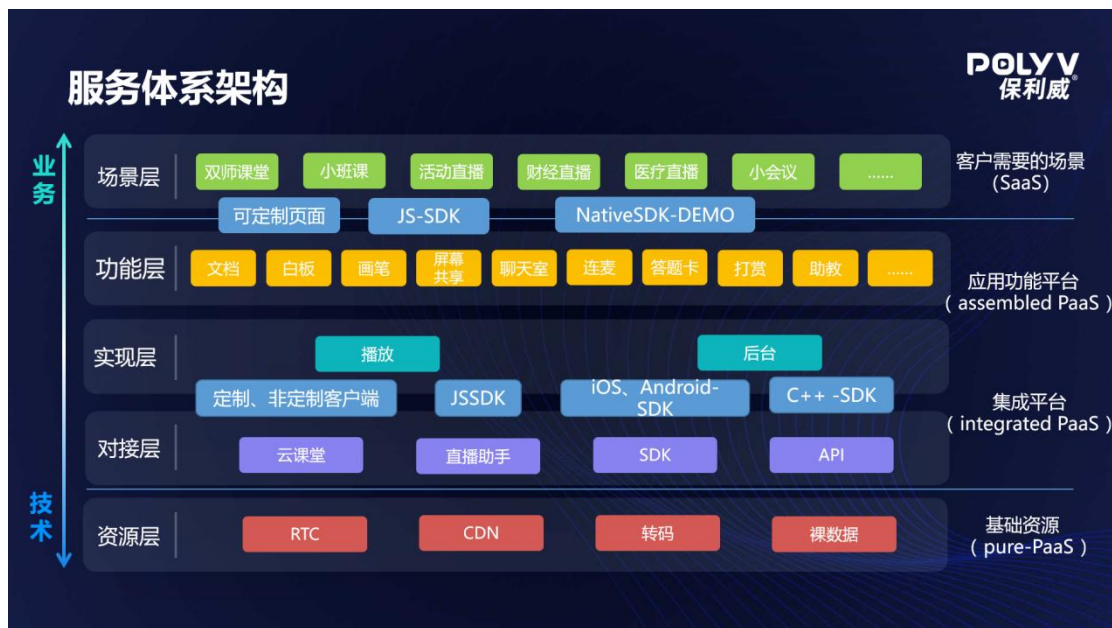 服务体系架构
POLYV
保利威®
业务
场景层
双师课堂 小班课 活动直播 财经直播 医疗直播 小会议 ......
客户需要的场景
(SaaS)
可定制页面 JS-SDK NativeSDK-DEMO
功能层
文档 白板 画笔 屏幕共享 聊天室 连麦 答题卡 打赏 助教 ......
应用功能平台
( assembled PaaS )
实现层
播放 后台
定制、非定制客户端 JSSDK iOS、Android-SDK C++ -SDK
集成平台
( integrated PaaS )
对接层
云课堂 直播助手 SDK API
技术
资源层
RTC CDN 转码 裸数据
基础资源
( pure-PaaS )